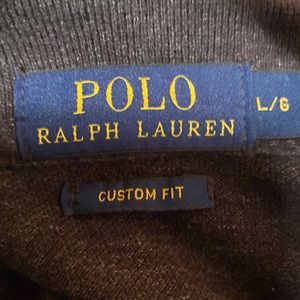 POLO
RALPH LAUREN
L/G
CUSTOM FIT